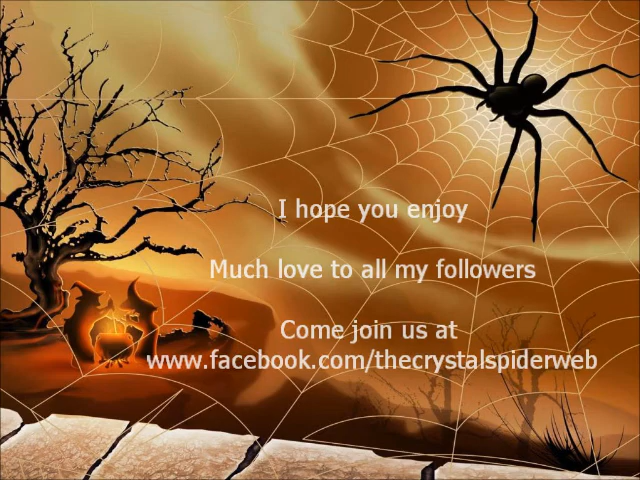 I hope you enjoy
Much love to all my followers
Come join us at
www.facebook.com/thecrystalspiderweb